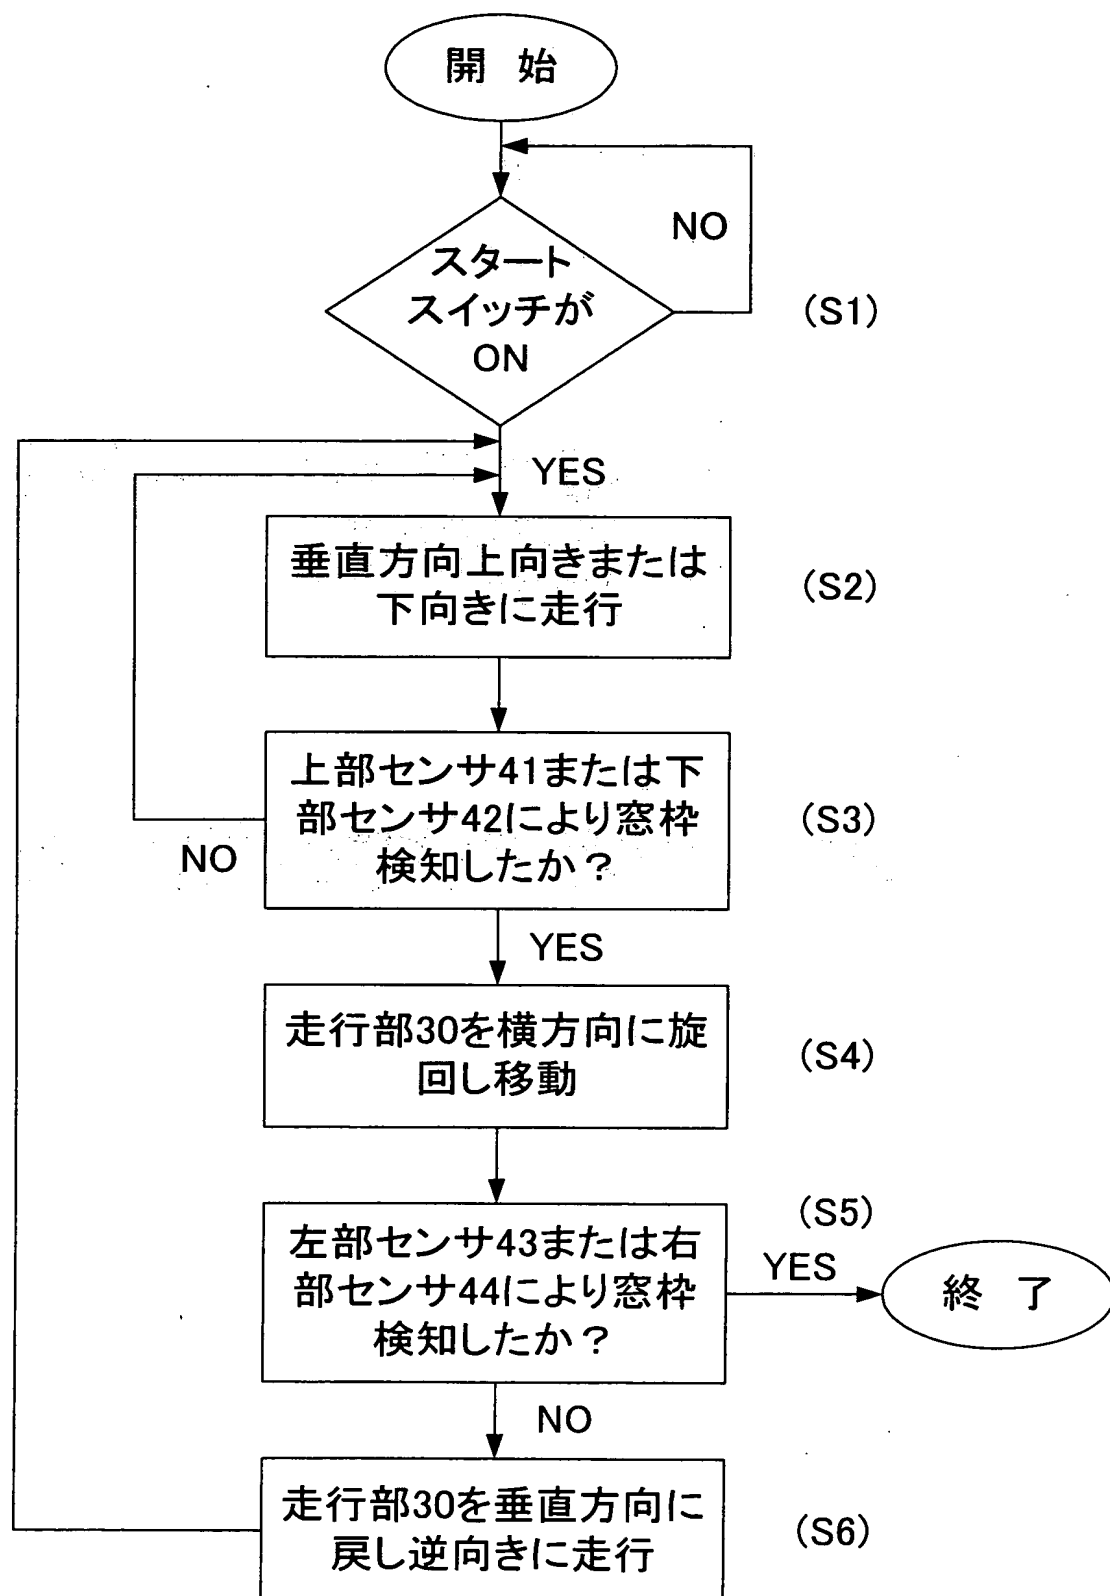 開 始
NO
スタート
スイッチが
ON
(S1)
YES
垂直方向上向きまたは
下向きに走行
(S2)
上部センサ41または下
部センサ42により窓枠
検知したか？
(S3)
NO
YES
走行部30を横方向に旋
回し移動
(S4)
左部センサ43または右
部センサ44により窓枠
検知したか？
(S5)
YES
終 了
NO
走行部30を垂直方向に
戻し逆向きに走行
(S6)